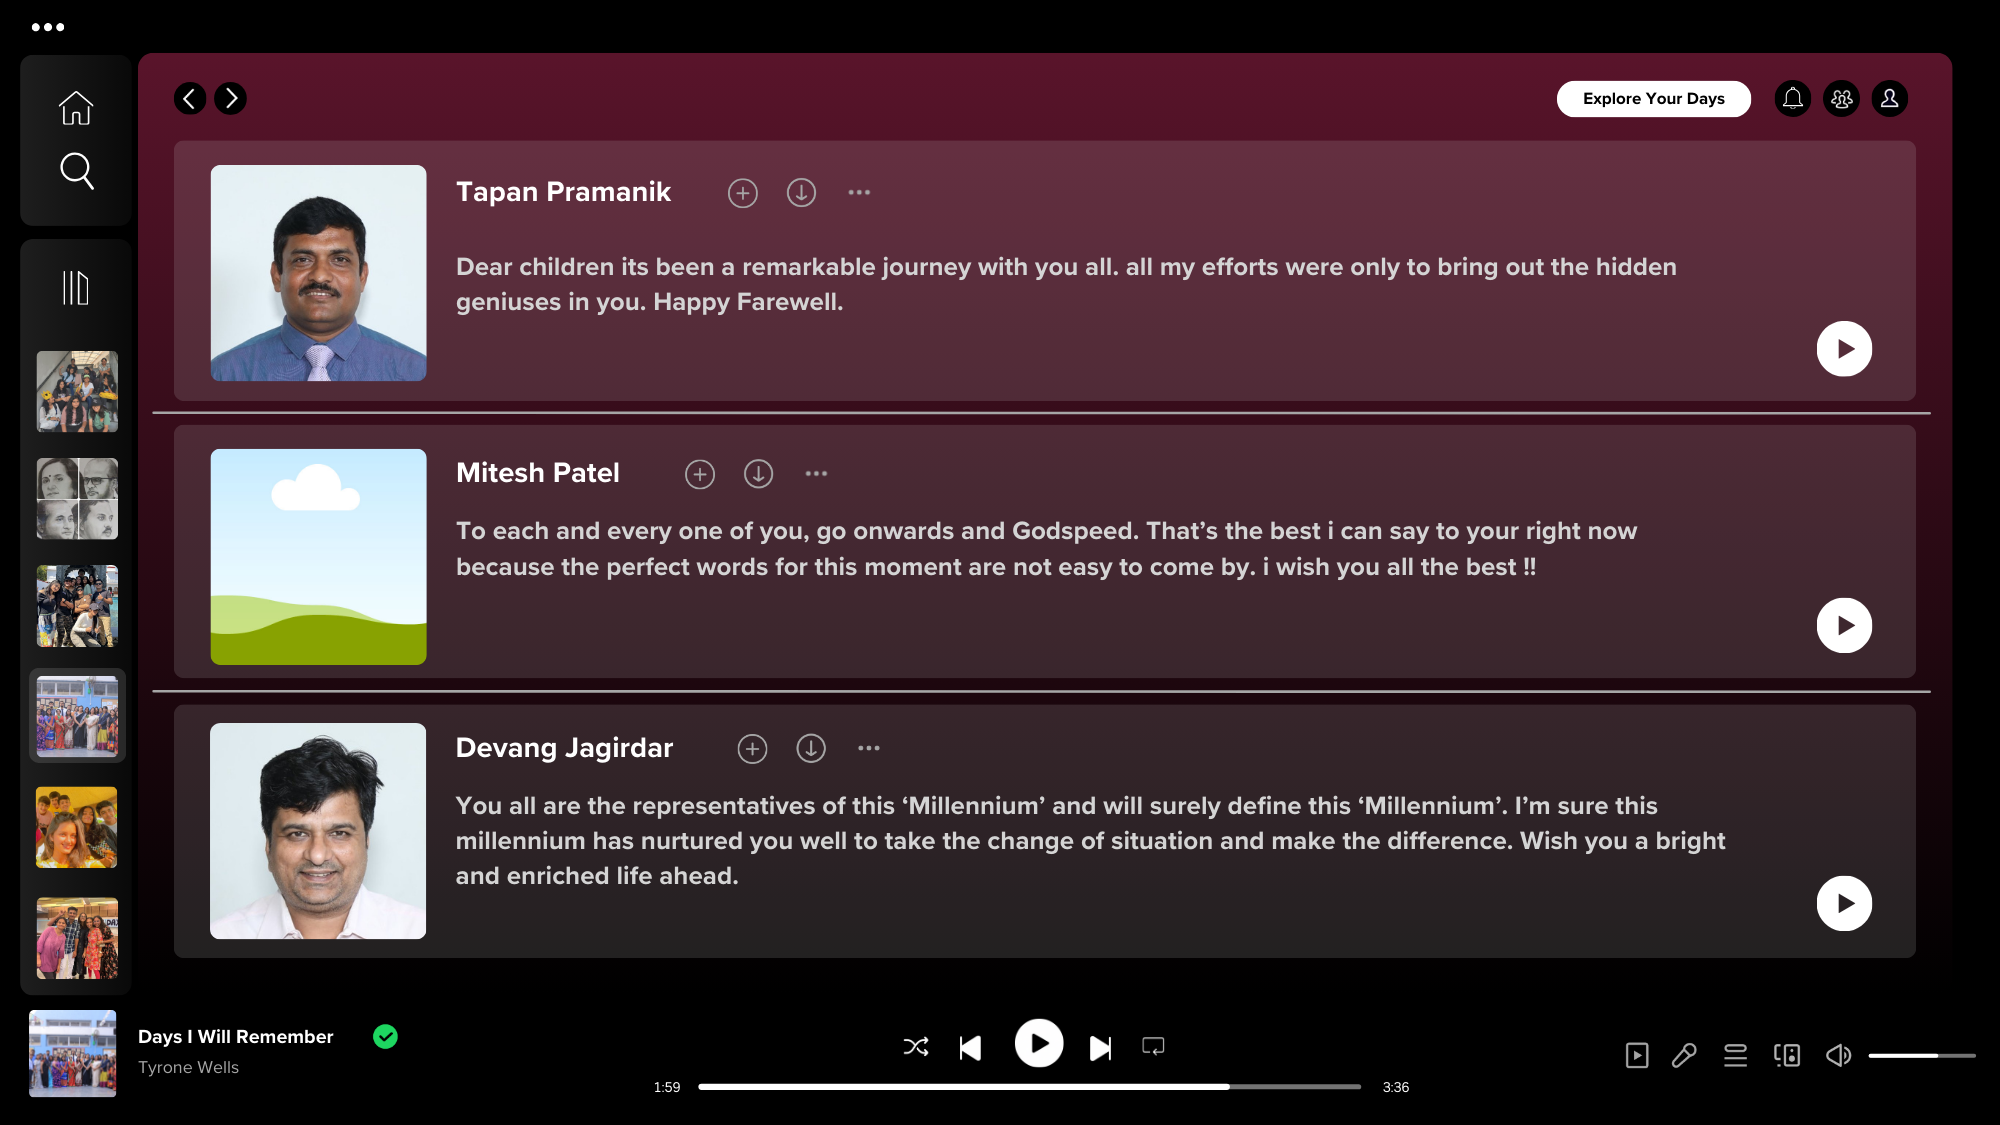 Explore Your Days
Tapan Pramanik
Dear children its been a remarkable journey with you all. all my efforts were only to bring out the hidden
geniuses in you. Happy Farewell.
Mitesh Patel
To each and every one of you, go onwards and Godspeed. That’s the best i can say to your right now
because the perfect words for this moment are not easy to come by. i wish you all the best !!
Devang Jagirdar
You all are the representatives of this ‘Millennium’ and will surely define this ‘Millennium’. I’m sure this
millennium has nurtured you well to take the change of situation and make the difference. Wish you a bright
and enriched life ahead.
Days I Will Remember
Tyrone Wells
1:59
3:36